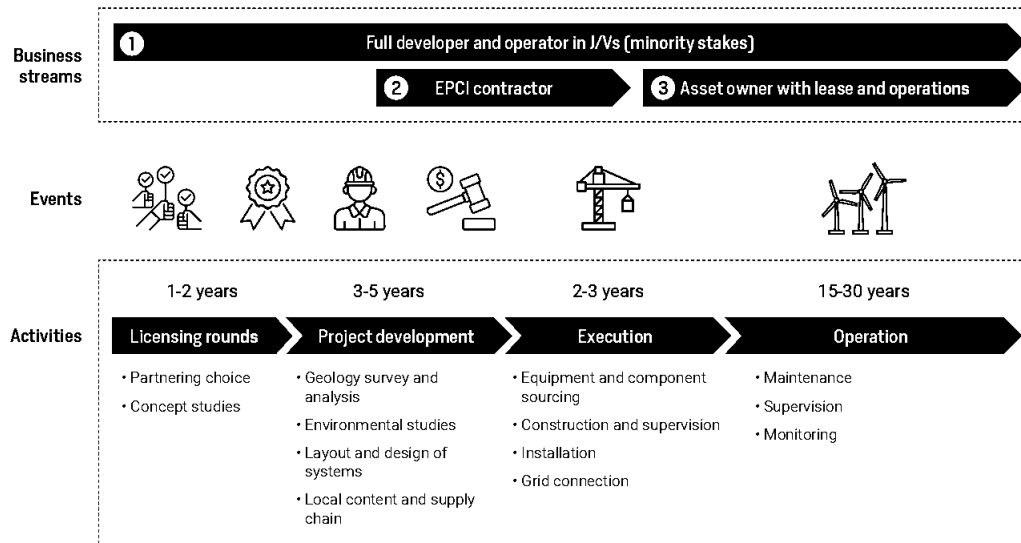 Business
streams
1
Full developer and operator in J/Vs (minority stakes)
2
EPCI contractor
3
Asset owner with lease and operations
Events
$
Activities
1-2 years
3-5 years
2-3 years
15-30 years
Licensing rounds
Project development
Execution
Operation
• Partnering choice
• Concept studies
• Geology survey and
analysis
• Environmental studies
• Layout and design of
systems
• Local content and supply
chain
• Equipment and component
sourcing
• Construction and supervision
• Installation
• Grid connection
• Maintenance
• Supervision
• Monitoring